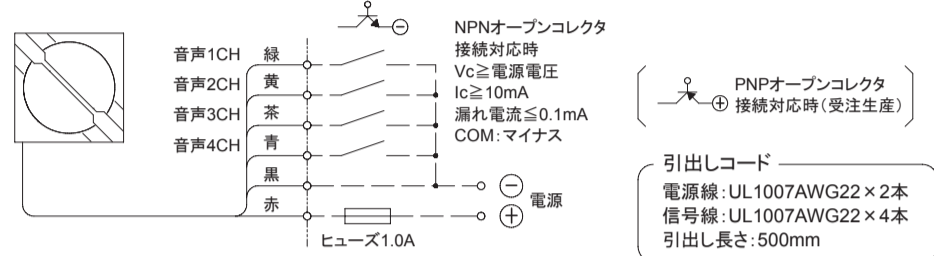 音声1CH 緑
音声2CH 黄
音声3CH 茶
音声4CH 青
黒
赤
ヒューズ1.0A
⊖
⊕
電源
⊖
NPNオープンコレクタ
接続対応時
Vc≧電源電圧
Ic≧10mA
漏れ電流≦0.1mA
COM:マイナス
⊕
PNPオープンコレクタ
接続対応時(受注生産)
引出しコード
電源線:UL1007AWG22×2本
信号線:UL1007AWG22×4本
引出し長さ:500mm